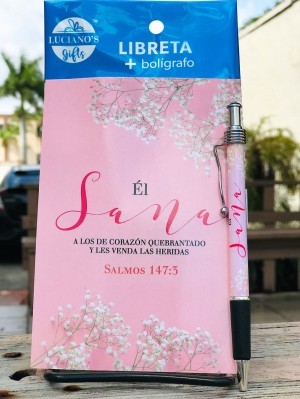 LUCIANO'S
gifts
LIBRETA
+ bolígrafo
Él
Sana
A LOS DE CORAZÓN QUEBRANTADO
Y LES VENDA LAS HERIDAS
SALMOS 147:3
Sana